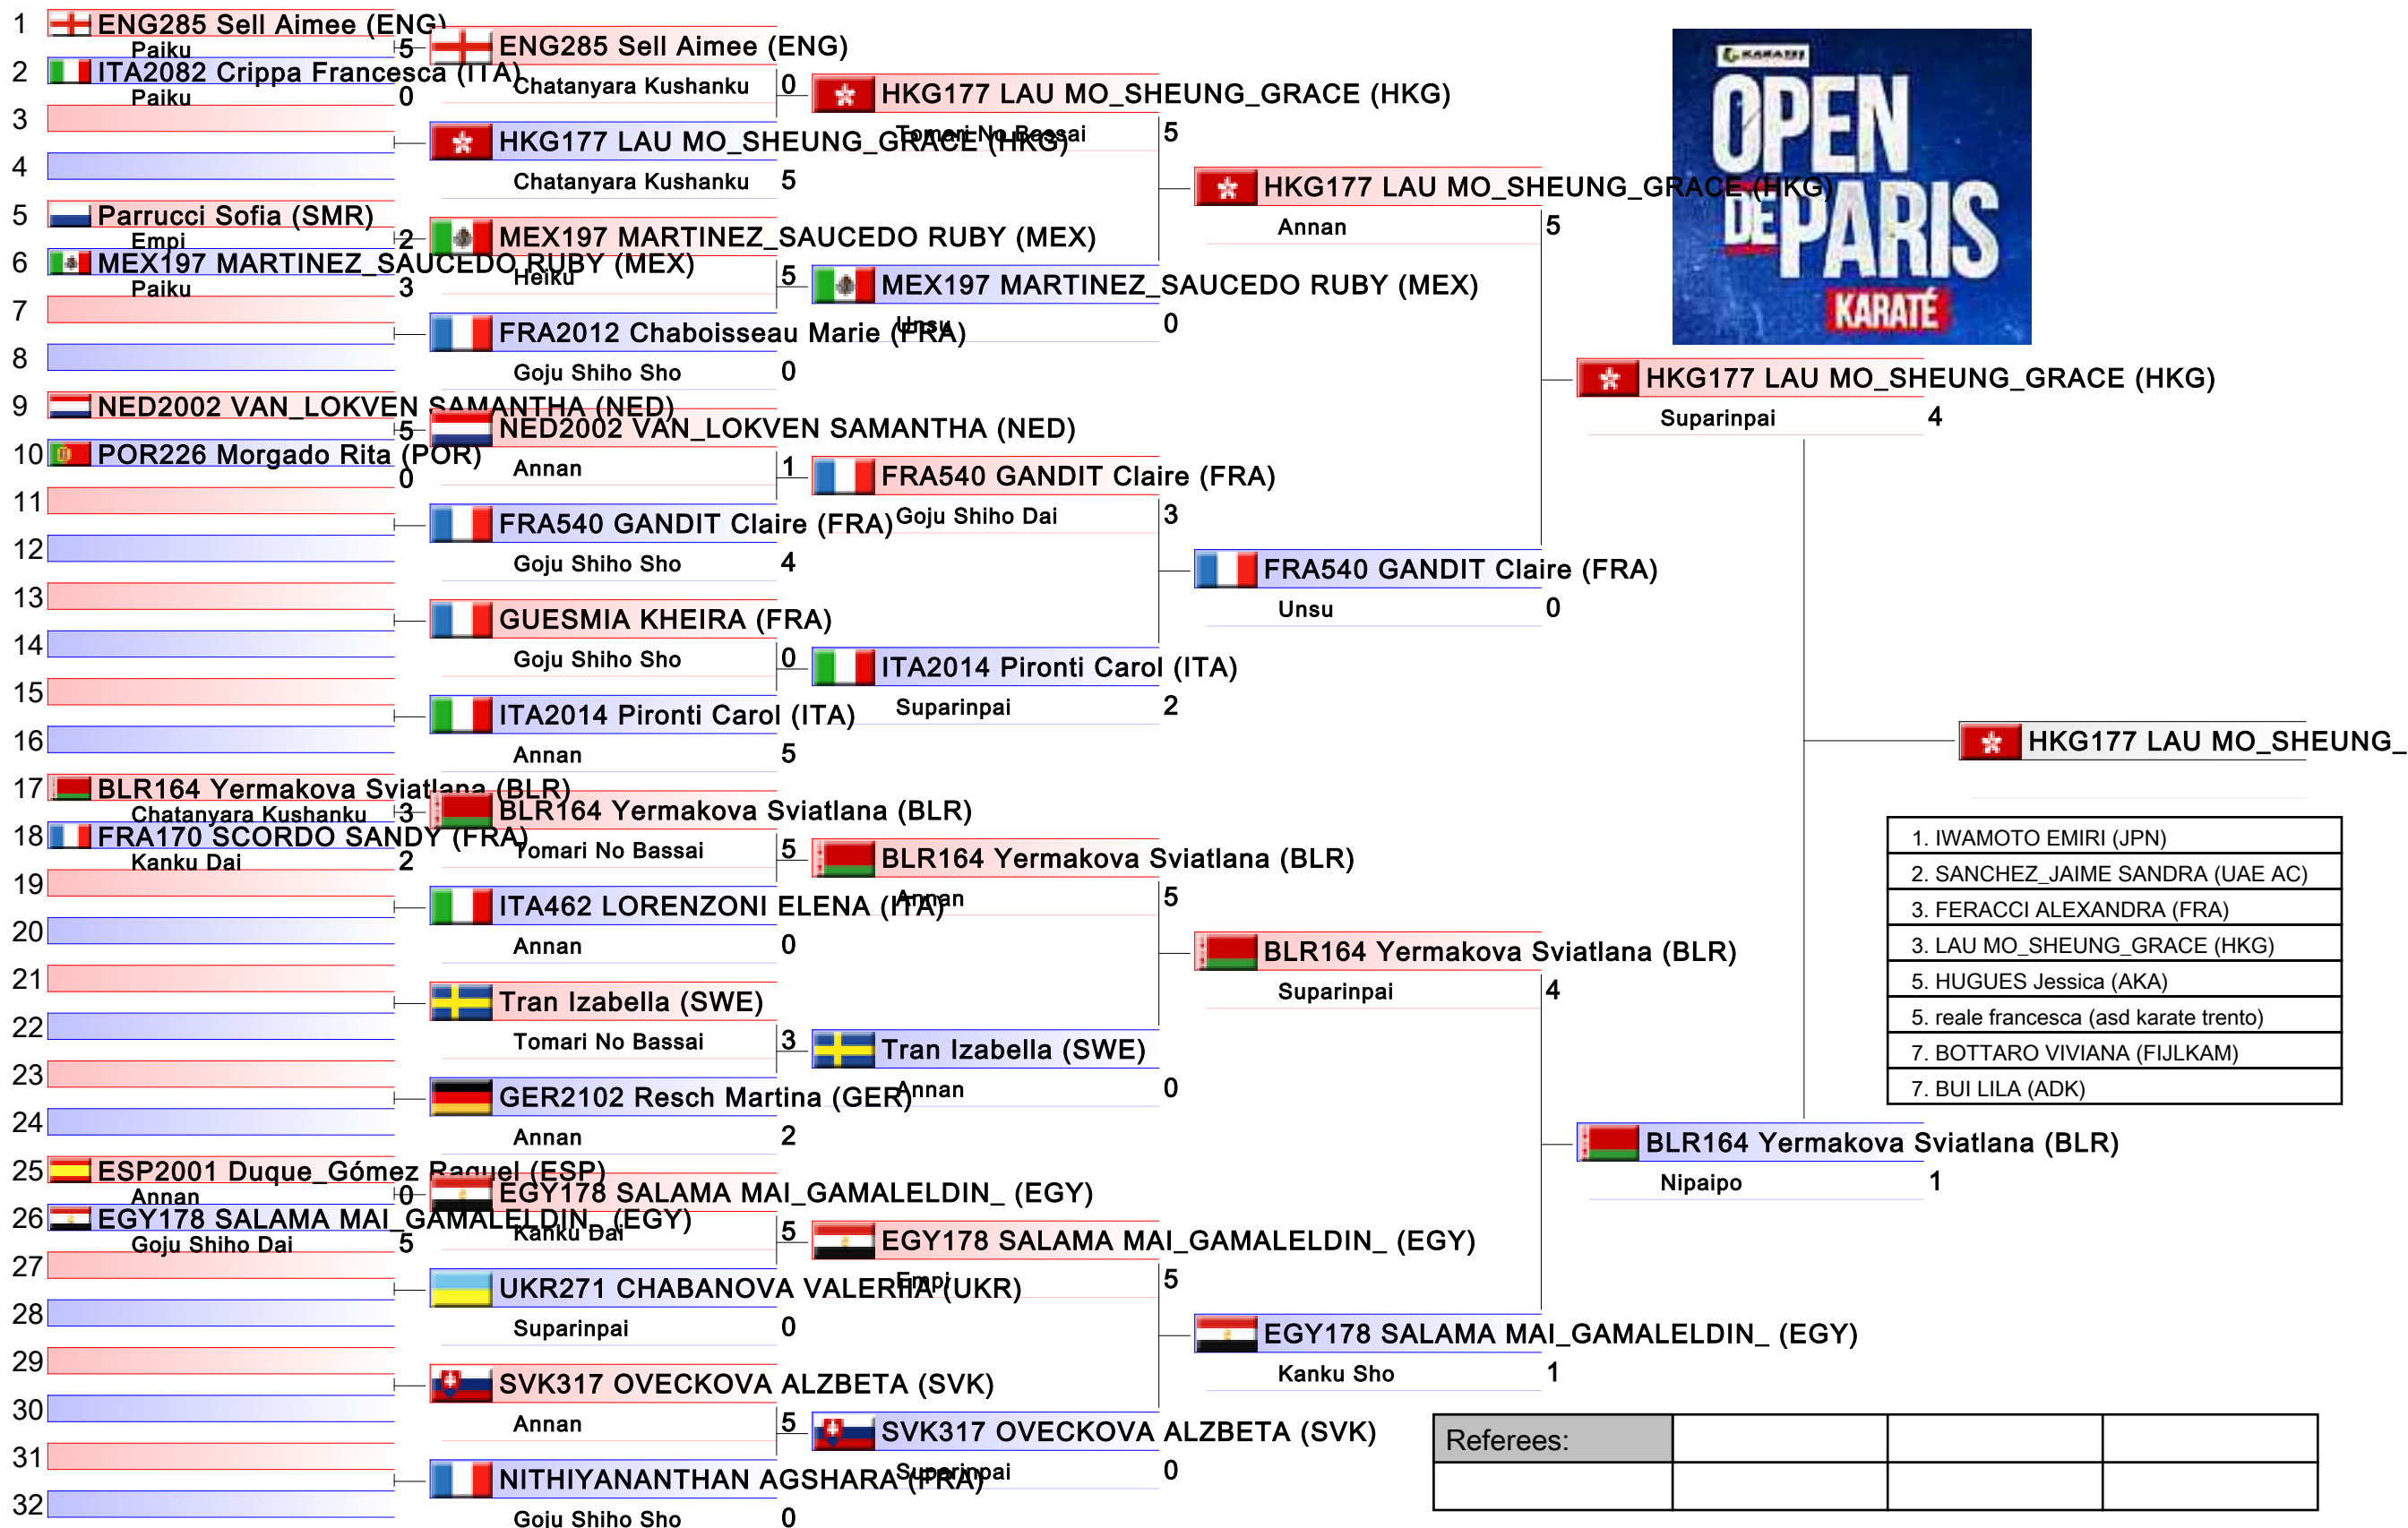 1 ENG285 Sell Aimee (ENG)
Paiku 5
2 ITA2082 Crippa Francesca (ITA)
Paiku 0
3
4
5 Parrucci Sofia (SMR)
Empi 2
6 MEX197 MARTINEZ_SAUCEDO RUBY (MEX)
Paiku 3
7
8
9 NED2002 VAN_LOKVEN SAMANTHA (NED)
5
10 POR226 Morgado Rita (POR)
0
11
12
13
14
15
16
17 BLR164 Yermakova Sviatlana (BLR)
Chatanyara Kushanku 3
18 FRA170 SCORDO SANDY (FRA)
Kanku Dai 2
19
20
21
22
23
24
25 ESP2001 Duque_Gómez Raquel (ESP)
Annan 0
26 EGY178 SALAMA MAI_GAMALELDIN_ (EGY)
Goju Shiho Dai 5
27
28
29
30
31
32
ENG285 Sell Aimee (ENG)
Chatanyara Kushanku 0
HKG177 LAU MO_SHEUNG_GRACE (HKG)
Chatanyara Kushanku 5
MEX197 MARTINEZ_SAUCEDO RUBY (MEX)
Heiku 5
FRA2012 Chaboisseau Marie (FRA)
Goju Shiho Sho 0
NED2002 VAN_LOKVEN SAMANTHA (NED)
Annan 1
FRA540 GANDIT Claire (FRA)
Goju Shiho Sho 4
GUESMIA KHEIRA (FRA)
Goju Shiho Sho 0
ITA2014 Pironti Carol (ITA)
Annan 5
BLR164 Yermakova Sviatlana (BLR)
Tomari No Bassai 5
ITA462 LORENZONI ELENA (ITA)
Annan 0
Tran Izabella (SWE)
Tomari No Bassai 3
GER2102 Resch Martina (GER)
Annan 2
EGY178 SALAMA MAI_GAMALELDIN_ (EGY)
Kanku Dai 5
UKR271 CHABANOVA VALERIIA (UKR)
Suparinpai 0
SVK317 OVECKOVA ALZBETA (SVK)
Annan 5
NITHIYANANTHAN AGSHARA (FRA)
Goju Shiho Sho 0
HKG177 LAU MO_SHEUNG_GRACE (HKG)
Tomari No Bassai 5
MEX197 MARTINEZ_SAUCEDO RUBY (MEX)
Unsu 0
FRA540 GANDIT Claire (FRA)
Goju Shiho Dai 3
ITA2014 Pironti Carol (ITA)
Suparinpai 2
BLR164 Yermakova Sviatlana (BLR)
Annan 5
Tran Izabella (SWE)
Annan 0
EGY178 SALAMA MAI_GAMALELDIN_ (EGY)
Empi 5
SVK317 OVECKOVA ALZBETA (SVK)
Suparinpai 0
HKG177 LAU MO_SHEUNG_GRACE (HKG)
Annan 5
FRA540 GANDIT Claire (FRA)
Unsu 0
BLR164 Yermakova Sviatlana (BLR)
Suparinpai 4
EGY178 SALAMA MAI_GAMALELDIN_ (EGY)
Kanku Sho 1
OPEN
DE PARIS
KARATÉ
HKG177 LAU MO_SHEUNG_GRACE (HKG)
Suparinpai 4
BLR164 Yermakova Sviatlana (BLR)
Nipaipo 1
HKG177 LAU MO_SHEUNG_
1. IWAMOTO EMIRI (JPN)
2. SANCHEZ_JAIME SANDRA (UAE AC)
3. FERACCI ALEXANDRA (FRA)
3. LAU MO_SHEUNG_GRACE (HKG)
5. HUGUES Jessica (AKA)
5. reale francesca (asd karate trento)
7. BOTTARO VIVIANA (FIJLKAM)
7. BUI LILA (ADK)
Referees: